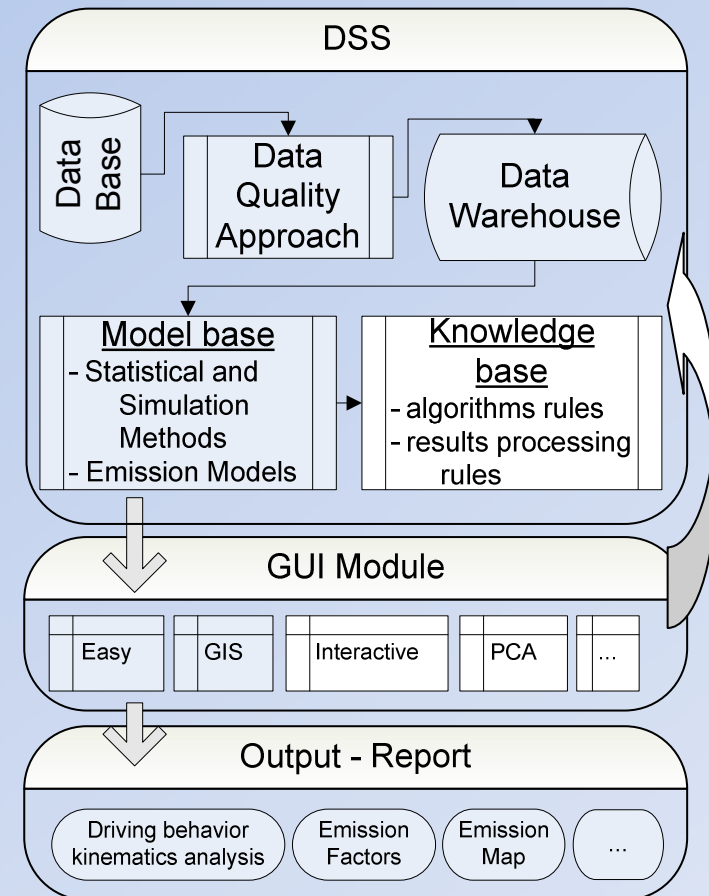 DSS
Data
Base
Data
Quality
Approach
Data
Warehouse
Model base
- Statistical and
Simulation
Methods
- Emission Models
Knowledge
base
- algorithms rules
- results processing
rules
GUI Module
Easy
GIS
Interactive
PCA
...
Output - Report
Driving behavior
kinematics analysis
Emission
Factors
Emission
Map
...